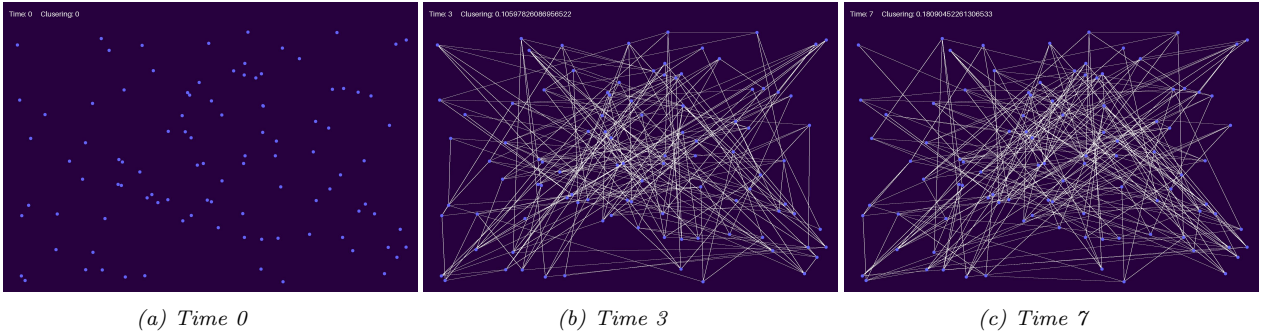 Time: 0 Clusering: 0
Time: 3 Clusering: 0.10597826086956522
Time: 7 Clusering: 0.18090452261306533
(a) Time 0
(b) Time 3
(c) Time 7